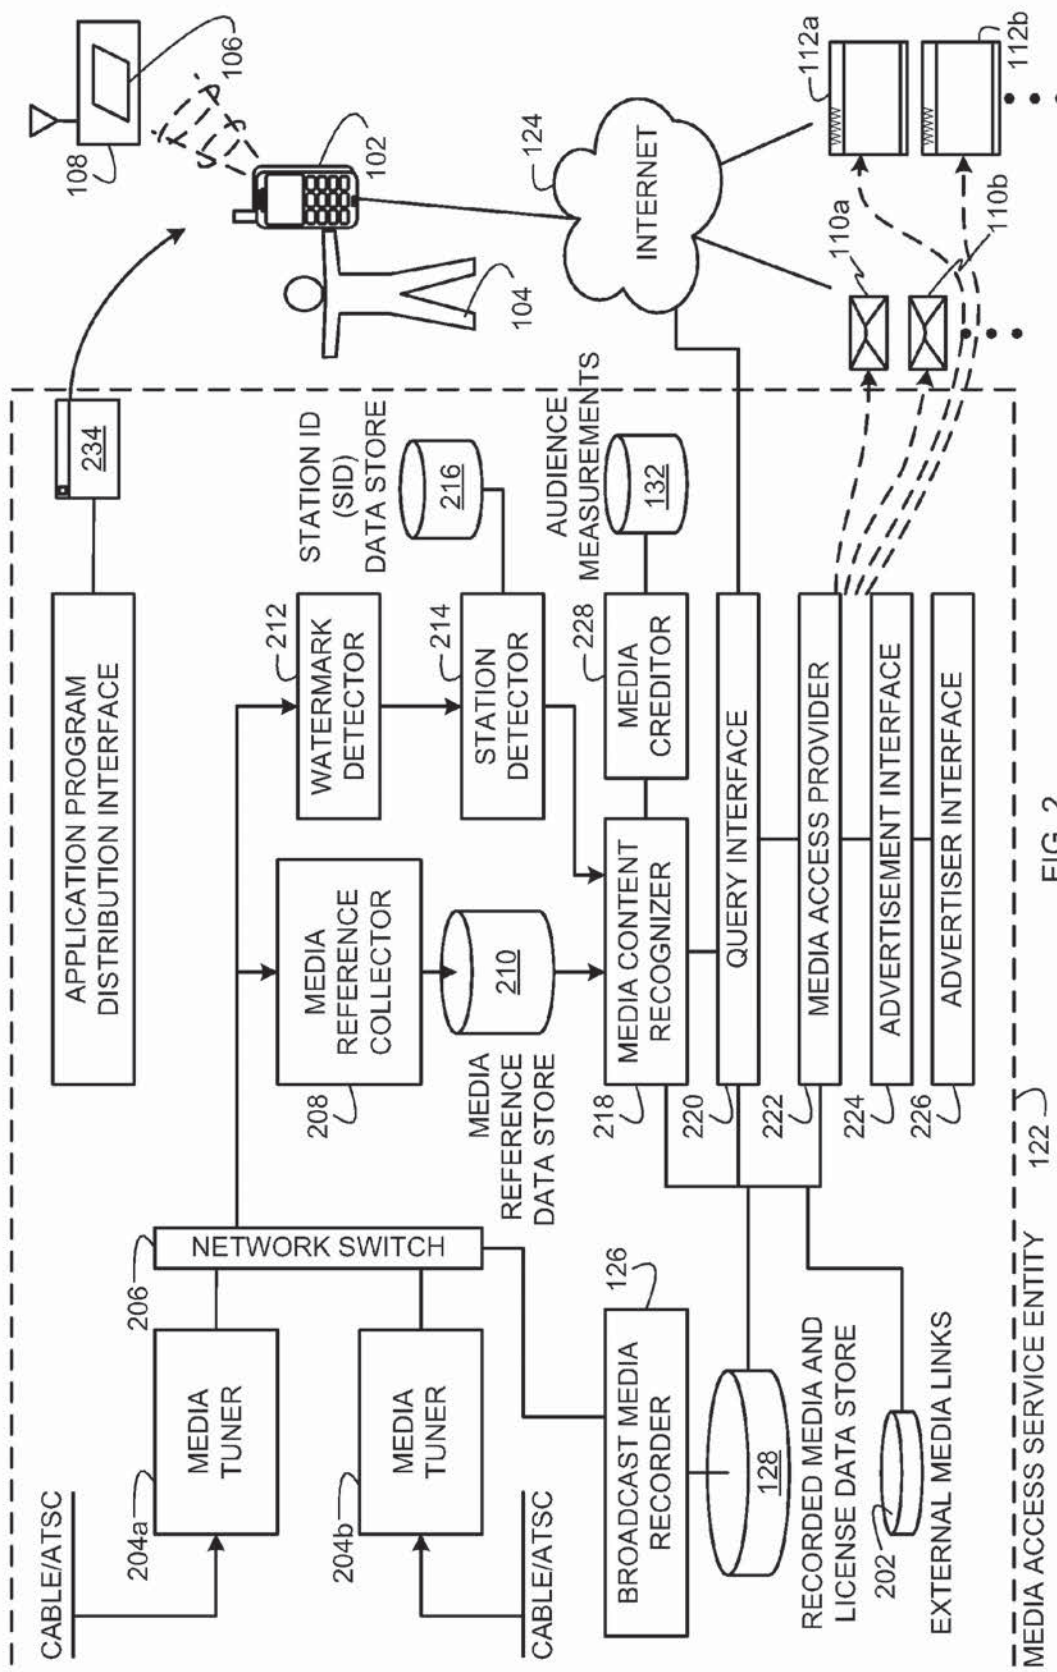 CABLE/ATSC
204a
MEDIA
TUNER
204b
MEDIA
TUNER
CABLE/ATSC
206
NETWORK SWITCH
APPLICATION PROGRAM
DISTRIBUTION INTERFACE
234
108
106
102
104
208
MEDIA
REFERENCE
COLLECTOR
212
WATERMARK
DETECTOR
STATION ID
(SID)
DATA STORE
216
214
STATION
DETECTOR
MEDIA
REFERENCE
DATA STORE
210
126
BROADCAST MEDIA
RECORDER
128
RECORDED MEDIA AND
LICENSE DATA STORE
202
EXTERNAL MEDIA LINKS
218
MEDIA CONTENT
RECOGNIZER
228
MEDIA
CREDITOR
AUDIENCE
MEASUREMENTS
132
220
QUERY INTERFACE
222
MEDIA ACCESS PROVIDER
224
ADVERTISEMENT INTERFACE
226
ADVERTISER INTERFACE
124
INTERNET
110a
110b
112a
WWW
112b
WWW
MEDIA ACCESS SERVICE ENTITY
122
FIG. 2